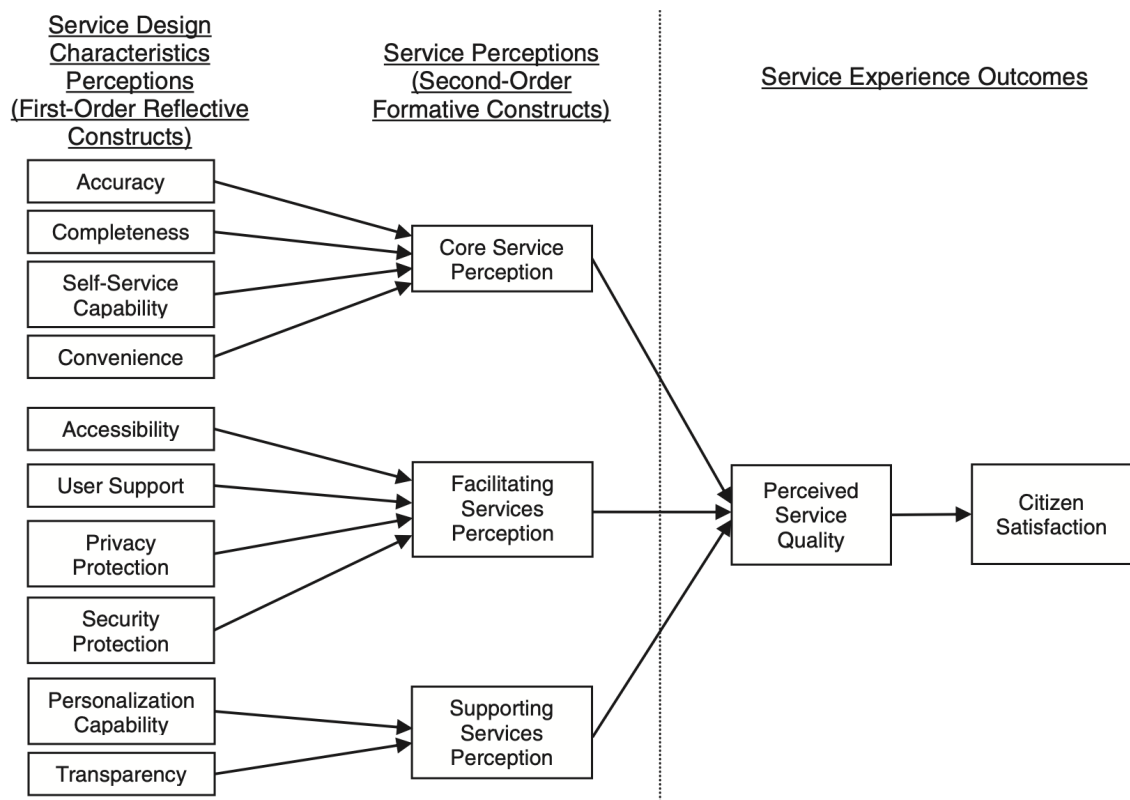 Service Design
Characteristics
Perceptions
(First-Order Reflective
Constructs)
Service Perceptions
(Second-Order
Formative Constructs)
Service Experience Outcomes
Accuracy
Completeness
Self-Service
Capability
Convenience
Accessibility
User Support
Privacy
Protection
Security
Protection
Personalization
Capability
Transparency
Core Service
Perception
Facilitating
Services
Perception
Supporting
Services
Perception
Perceived
Service
Quality
Citizen
Satisfaction